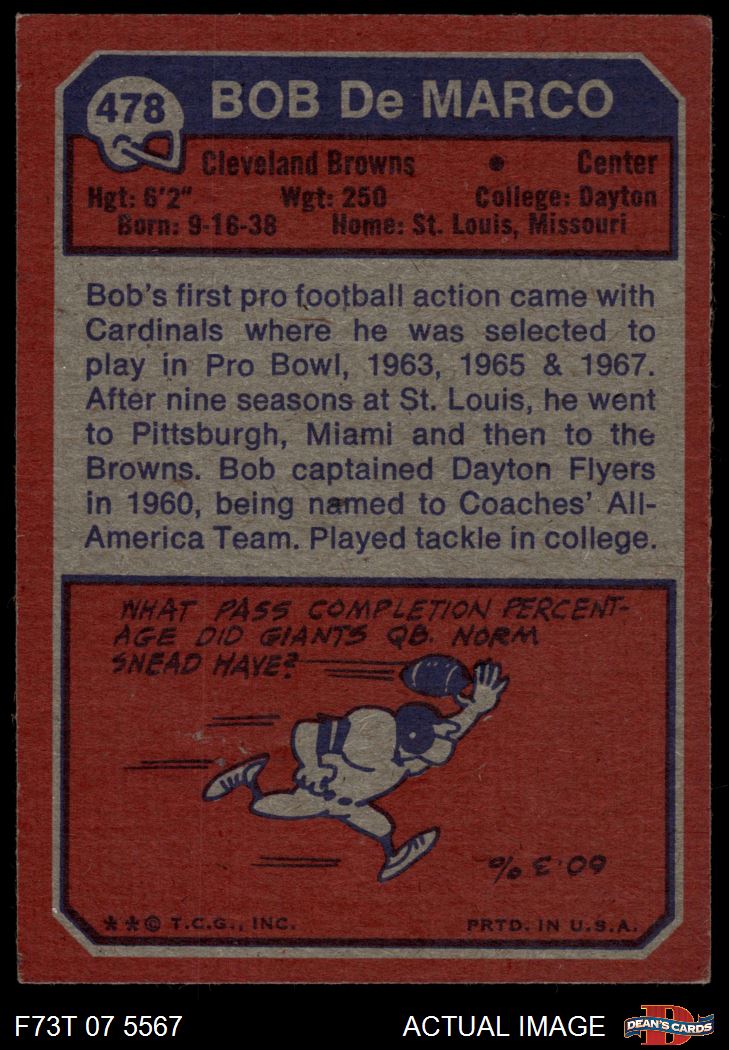 478
BOB De MARCO
Cleveland Browns • Center
Hgt: 6'2" Wgt: 250 College: Dayton
Born: 9-16-38 Home: St. Louis, Missouri
Bob's first pro football action came with
Cardinals where he was selected to
play in Pro Bowl, 1963, 1965 & 1967.
After nine seasons at St. Louis, he went
to Pittsburgh, Miami and then to the
Browns. Bob captained Dayton Flyers
in 1960, being named to Coaches' All-
America Team. Played tackle in college.
WHAT PASS COMPLETION PERCENT-
AGE DID GIANTS QB. NORM
SNEAD HAVE?
60.3 %
** © T.C.G., INC. PRTD. IN U.S.A.
F73T 07 5567 ACTUAL IMAGE
D
DEAN'S CARDS